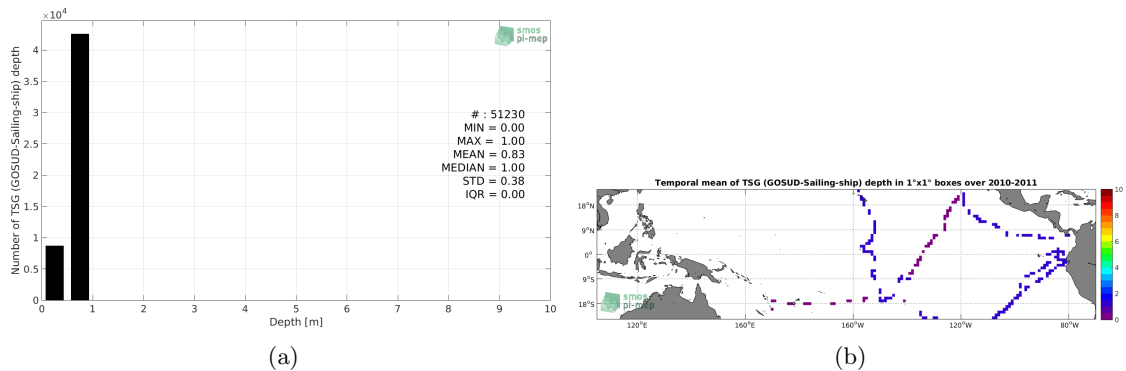 ×10⁴
4
3.5
3
2.5
2
1.5
1
0.5
0
Number of TSG (GOSUD-Sailing-ship) depth
smos
pi-mep
# : 51230
MIN = 0.00
MAX = 1.00
MEAN = 0.83
MEDIAN = 1.00
STD = 0.38
IQR = 0.00
0 1 2 3 4 5 6 7 8 9 10
Depth [m]
(a)
Temporal mean of TSG (GOSUD-Sailing-ship) depth in 1°x1° boxes over 2010-2011
18°N
9°N
0°
9°S
18°S
smos
pi-mep
120°E 160°E 160°W 120°W 80°W
10
8
6
4
2
0
(b)